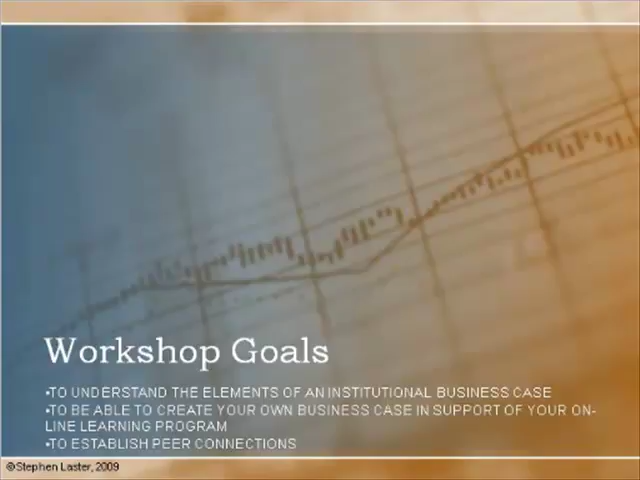 Workshop Goals
•TO UNDERSTAND THE ELEMENTS OF AN INSTITUTIONAL BUSINESS CASE
•TO BE ABLE TO CREATE YOUR OWN BUSINESS CASE IN SUPPORT OF YOUR ON-
LINE LEARNING PROGRAM
•TO ESTABLISH PEER CONNECTIONS
©Stephen Laster, 2009